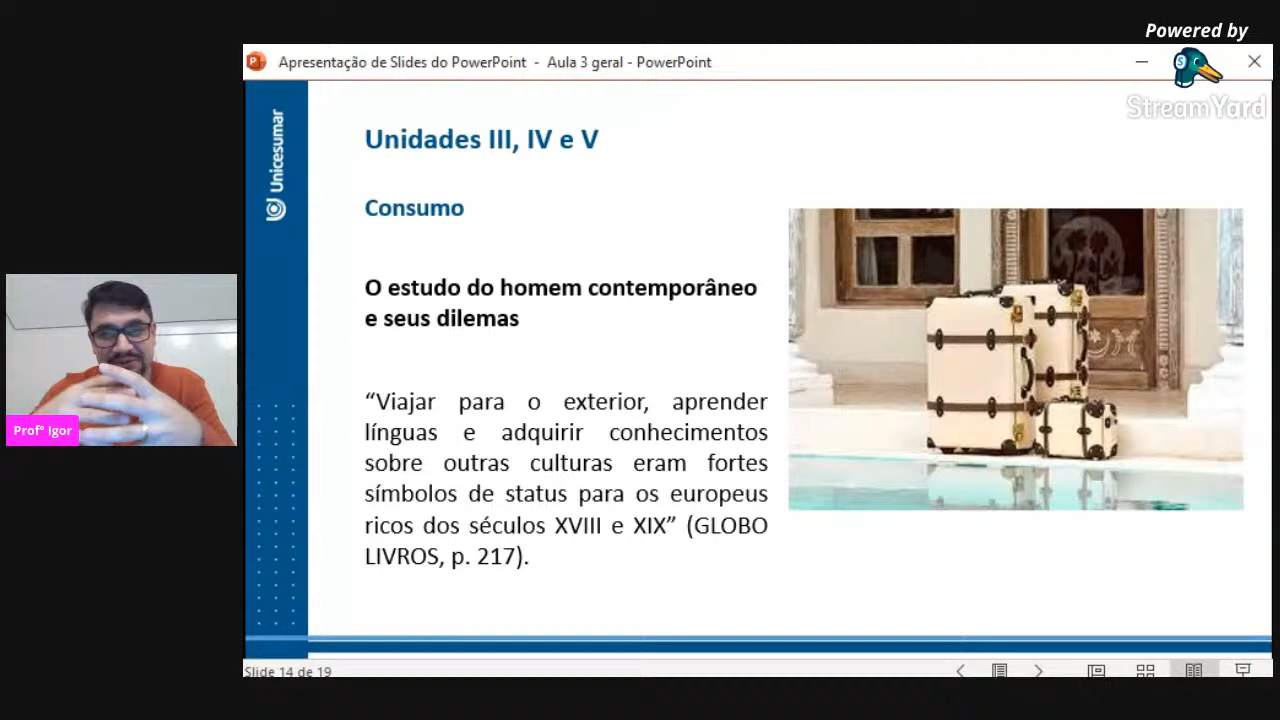 Powered by
StreamYard
Apresentação de Slides do PowerPoint - Aula 3 geral - PowerPoint
Unicesumar
Unidades III, IV e V
Consumo
O estudo do homem contemporâneo
e seus dilemas
“Viajar para o exterior, aprender
línguas e adquirir conhecimentos
sobre outras culturas eram fortes
símbolos de status para os europeus
ricos dos séculos XVIII e XIX” (GLOBO
LIVROS, p. 217).
Profº Igor
Slide 14 de 19